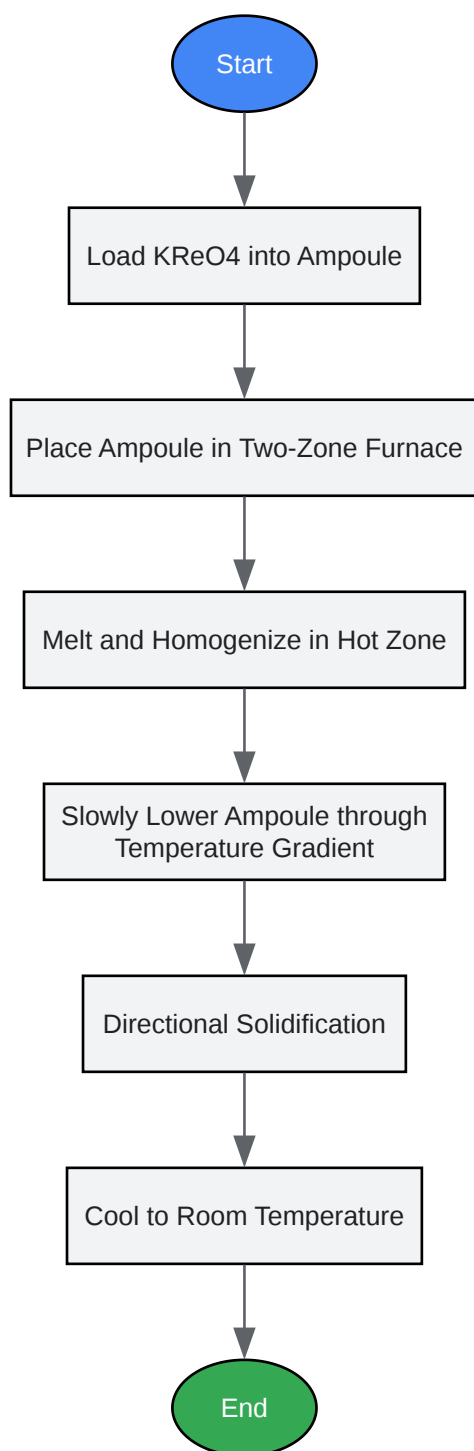 Start
Load KReO4 into Ampoule
Place Ampoule in Two-Zone Furnace
Melt and Homogenize in Hot Zone
Slowly Lower Ampoule through
Temperature Gradient
Directional Solidification
Cool to Room Temperature
End